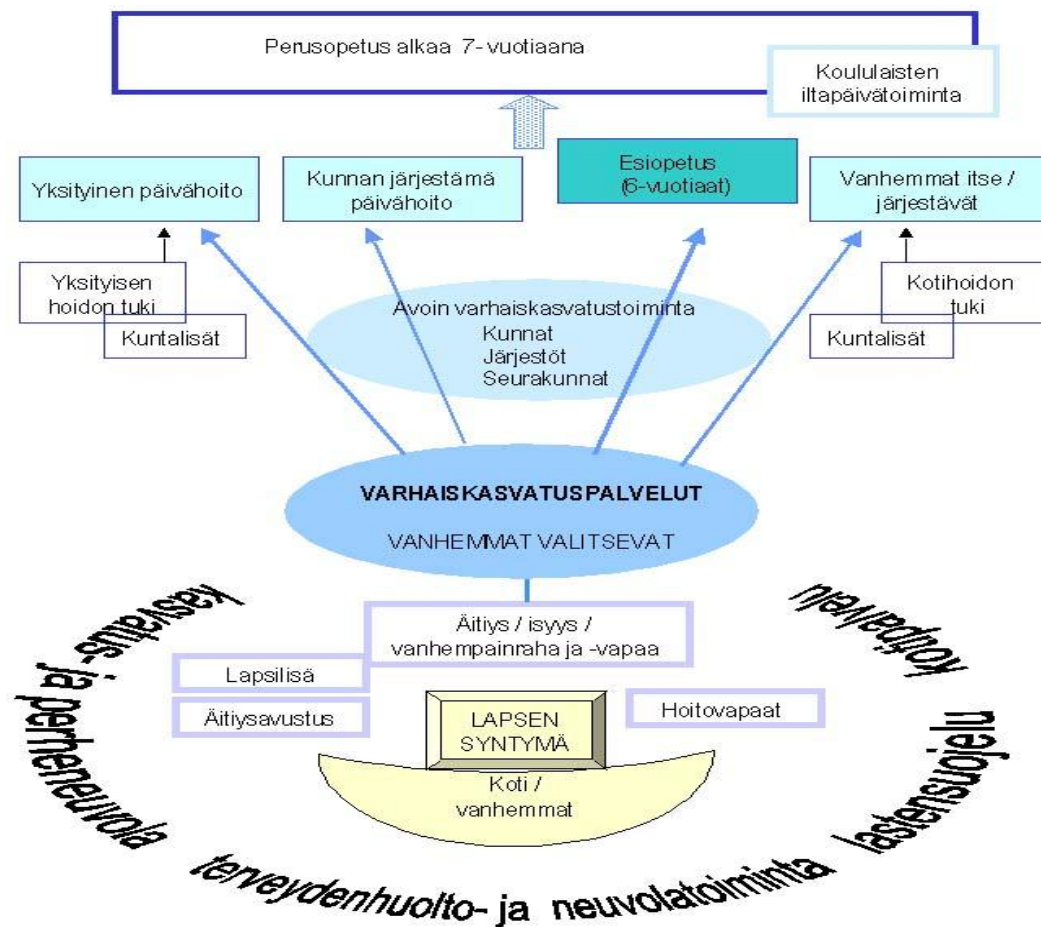 Perusopetus alkaa 7- vuotiaana
Koululaisten
iltapäivätoiminta
Yksityinen päivähoito
Kunnan järjestämä
päivähoito
Esiopetus
(6-vuotiaat)
Vanhemmat itse /
järjestävät
Yksityisen
hoidon tuki
Kuntalisät
Kotihoidon
tuki
Kuntalisät
Avoin varhaiskasvatustoiminta
Kunnat
Järjestöt
Seurakunnat
VARHAISKASVATUSPALVELUT
VANHEMMAT VALITSEVAT
Äitiys / isyys /
vanhempainraha ja -vapaa
Lapsilisä
Äitiysavustus
Hoitovapaat
LAPSEN
SYNTYMÄ
Koti /
vanhemmat
kasvatus- ja perheneuvola
terveydenhuolto- ja neuvolatoiminta
lastensuojelu
kotipalvelu